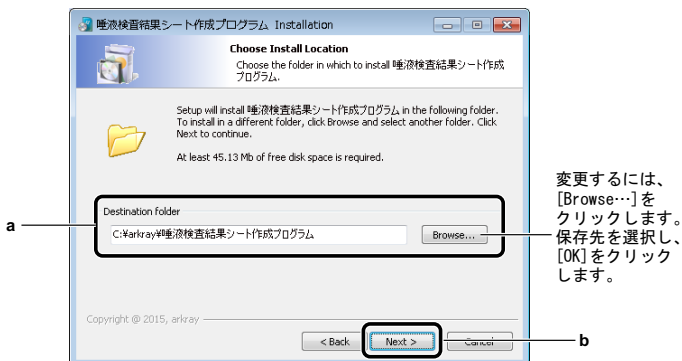 唾液検査結果シート作成プログラム Installation
Choose Install Location
Choose the folder in which to install 唾液検査結果シート作成
プログラム.
Setup will install 唾液検査結果シート作成プログラム in the following folder.
To install in a different folder, click Browse and select another folder. Click
Next to continue.
At least 45.13 Mb of free disk space is required.
Destination folder
C:¥arkray¥唾液検査結果シート作成プログラム
Browse...
a
変更するには、
[Browse…]を
クリックします。
保存先を選択し、
[OK]をクリック
します。
Copyright @ 2015, arkray
< Back
Next >
Cancel
b